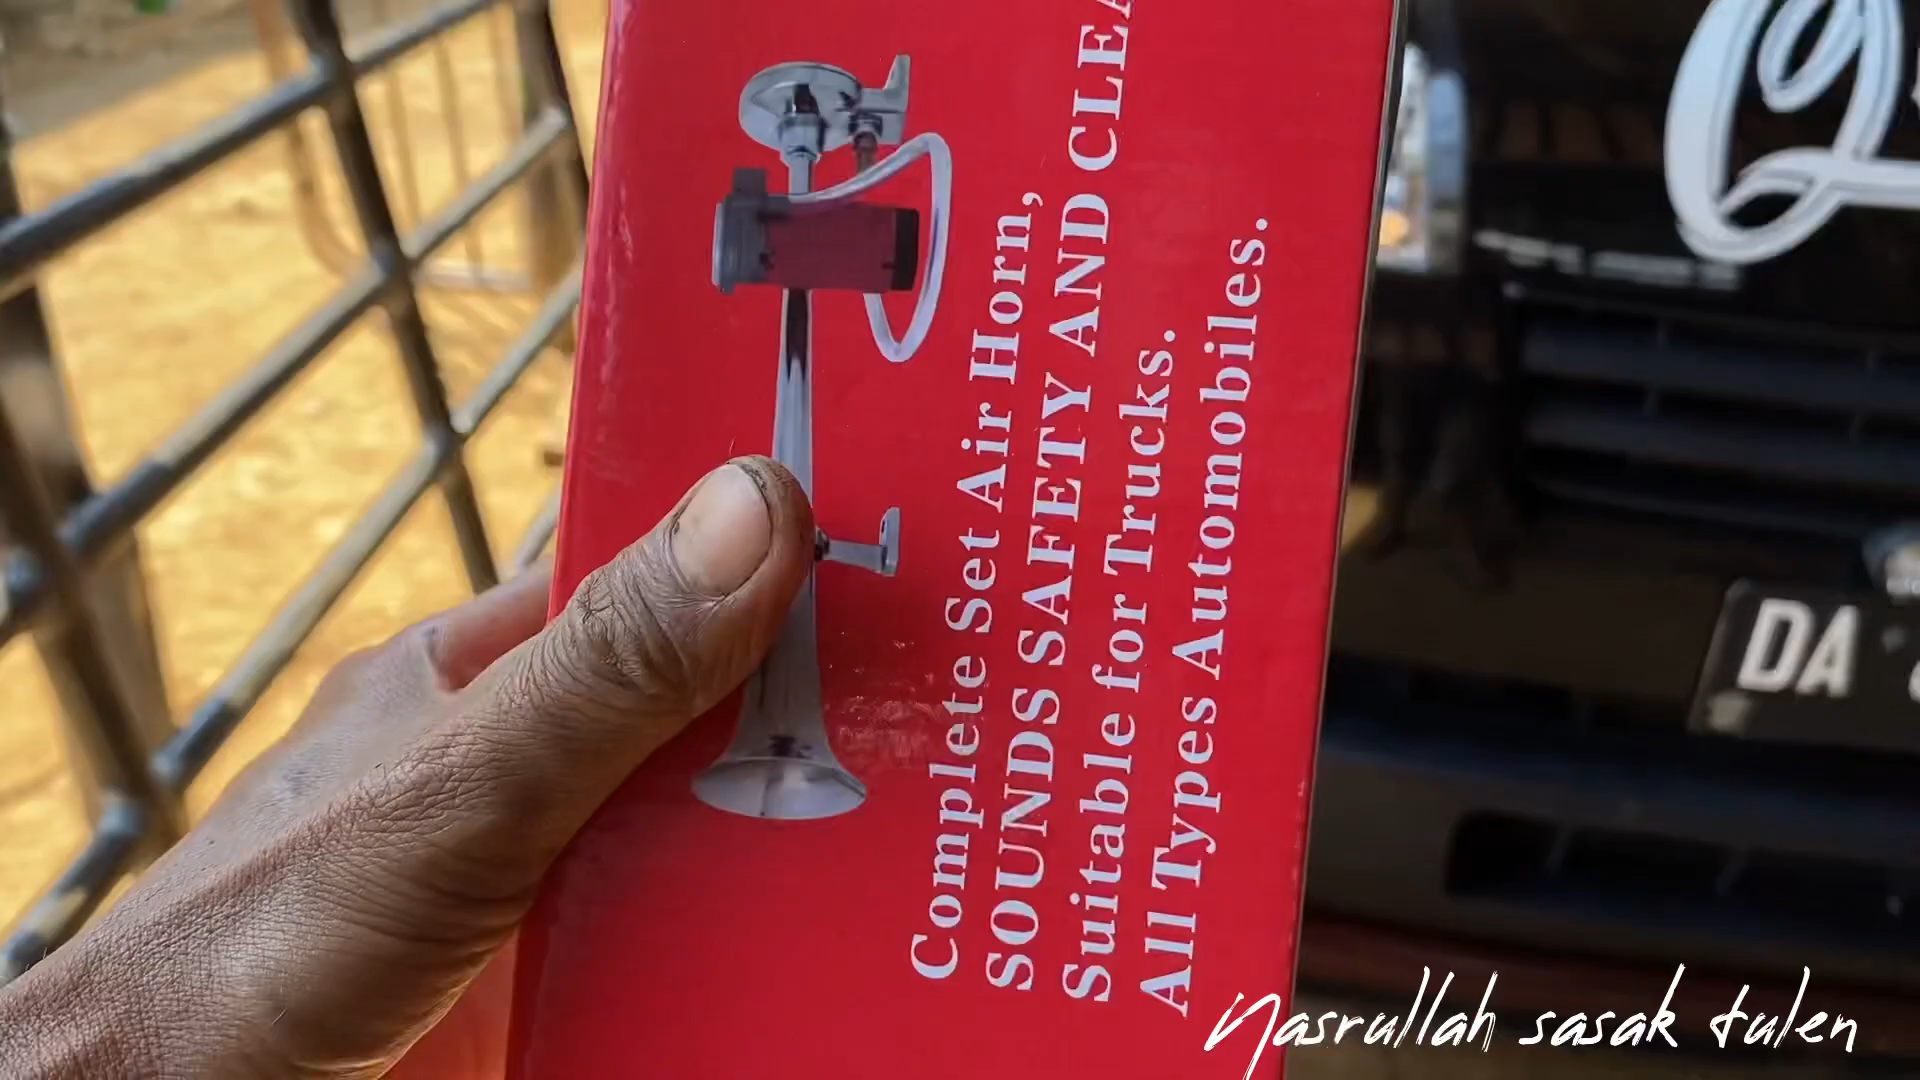 Complete Set Air Horn,
SOUNDS SAFETY AND
Suitable for Trucks.
All Types Automobiles.
DA
Nasrullah sasak tulen